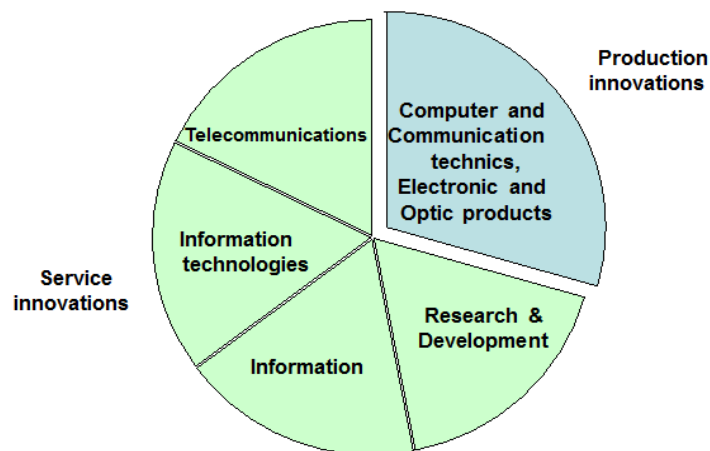 Production
innovations
Computer and
Communication
technics,
Electronic and
Optic products
Telecommunications
Information
technologies
Service
innovations
Research &
Development
Information